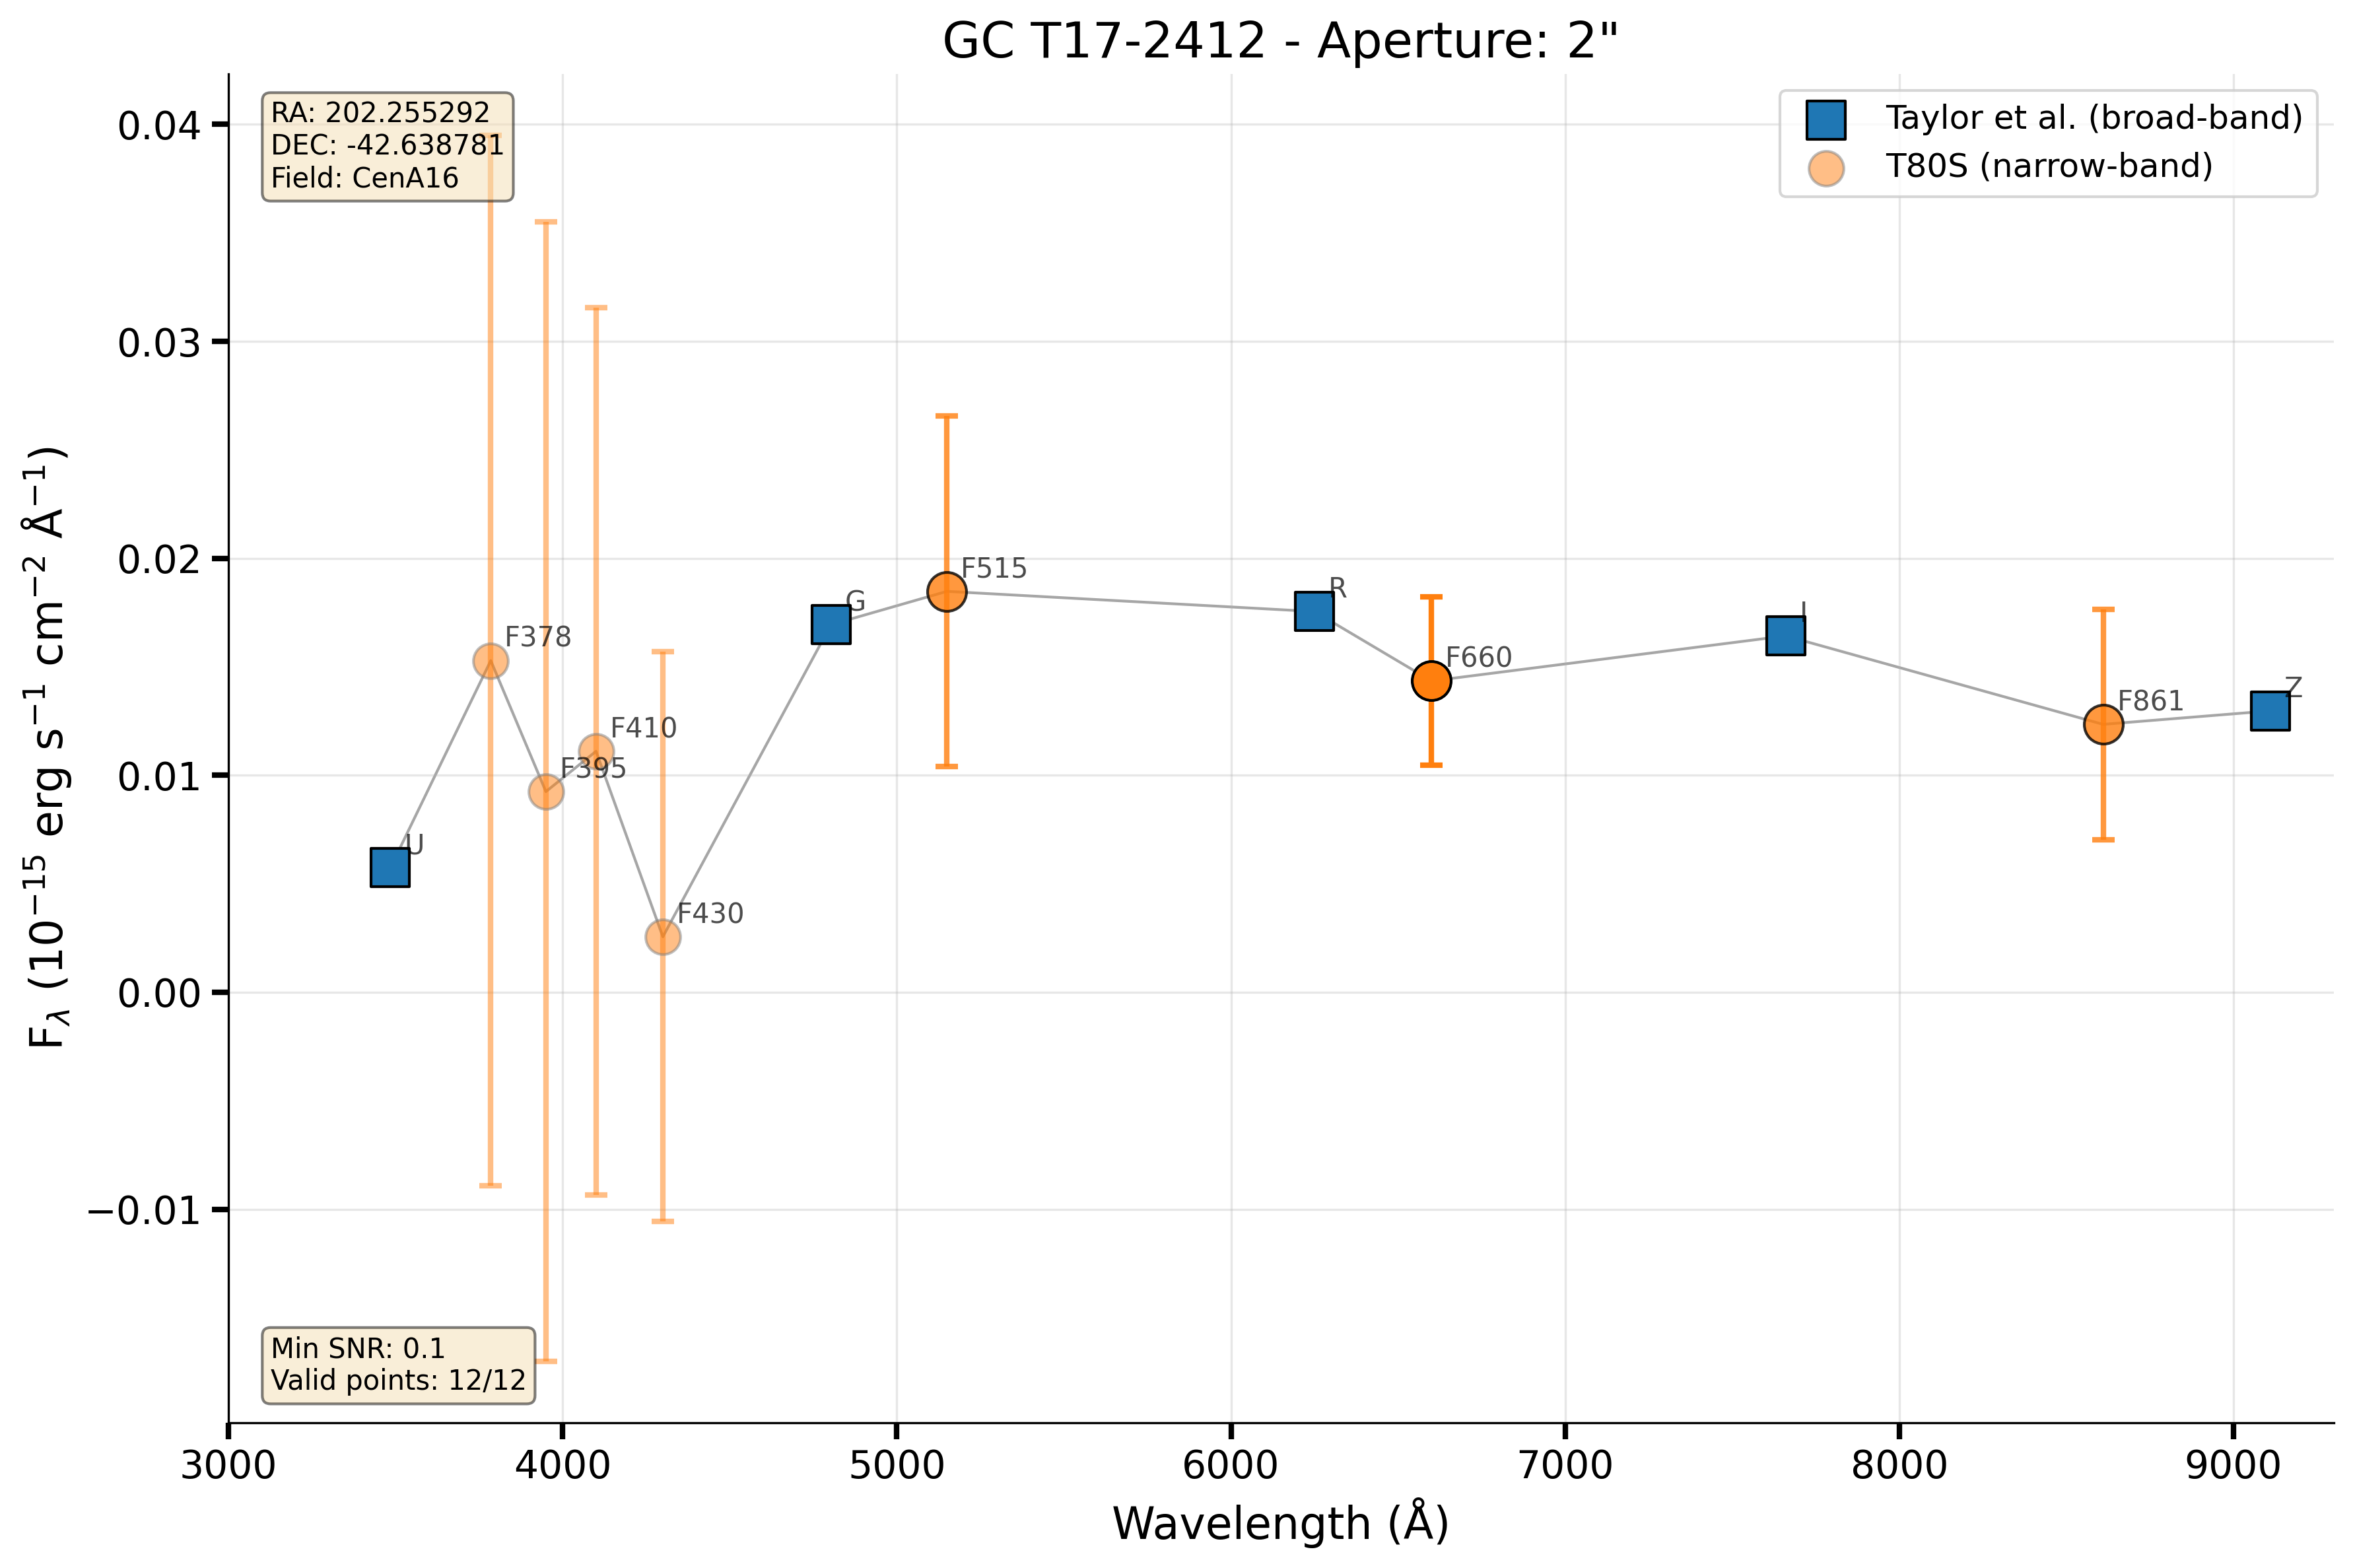 GC T17-2412 - Aperture: 2"
RA: 202.255292
DEC: -42.638781
Field: CenA16
Taylor et al. (broad-band)
T80S (narrow-band)
0.04
0.03
0.02
0.01
0.00
−0.01
F_λ (10⁻¹⁵ erg s⁻¹ cm⁻² Å⁻¹)
U
F378
F395
F410
F430
G
F515
R
F660
I
F861
Z
Min SNR: 0.1
Valid points: 12/12
3000 4000 5000 6000 7000 8000 9000
Wavelength (Å)